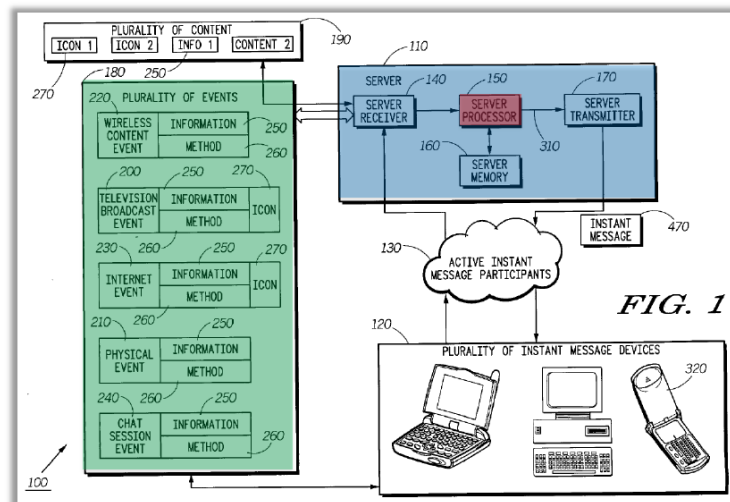 PLURALITY OF CONTENT
ICON 1 ICON 2 INFO 1 CONTENT 2
190
270
250
180
PLURALITY OF EVENTS
220
WIRELESS CONTENT EVENT
INFORMATION
METHOD
250
260
200
250
270
TELEVISION BROADCAST EVENT
INFORMATION
METHOD
ICON
260
230
250
270
INTERNET EVENT
INFORMATION
METHOD
ICON
260
210
250
PHYSICAL EVENT
INFORMATION
METHOD
260
240
250
CHAT SESSION EVENT
INFORMATION
METHOD
260
100
110
SERVER
140
150
170
SERVER RECEIVER
SERVER PROCESSOR
SERVER TRANSMITTER
310
160
SERVER MEMORY
INSTANT MESSAGE
470
130
ACTIVE INSTANT MESSAGE PARTICIPANTS
FIG. 1
120
PLURALITY OF INSTANT MESSAGE DEVICES
320